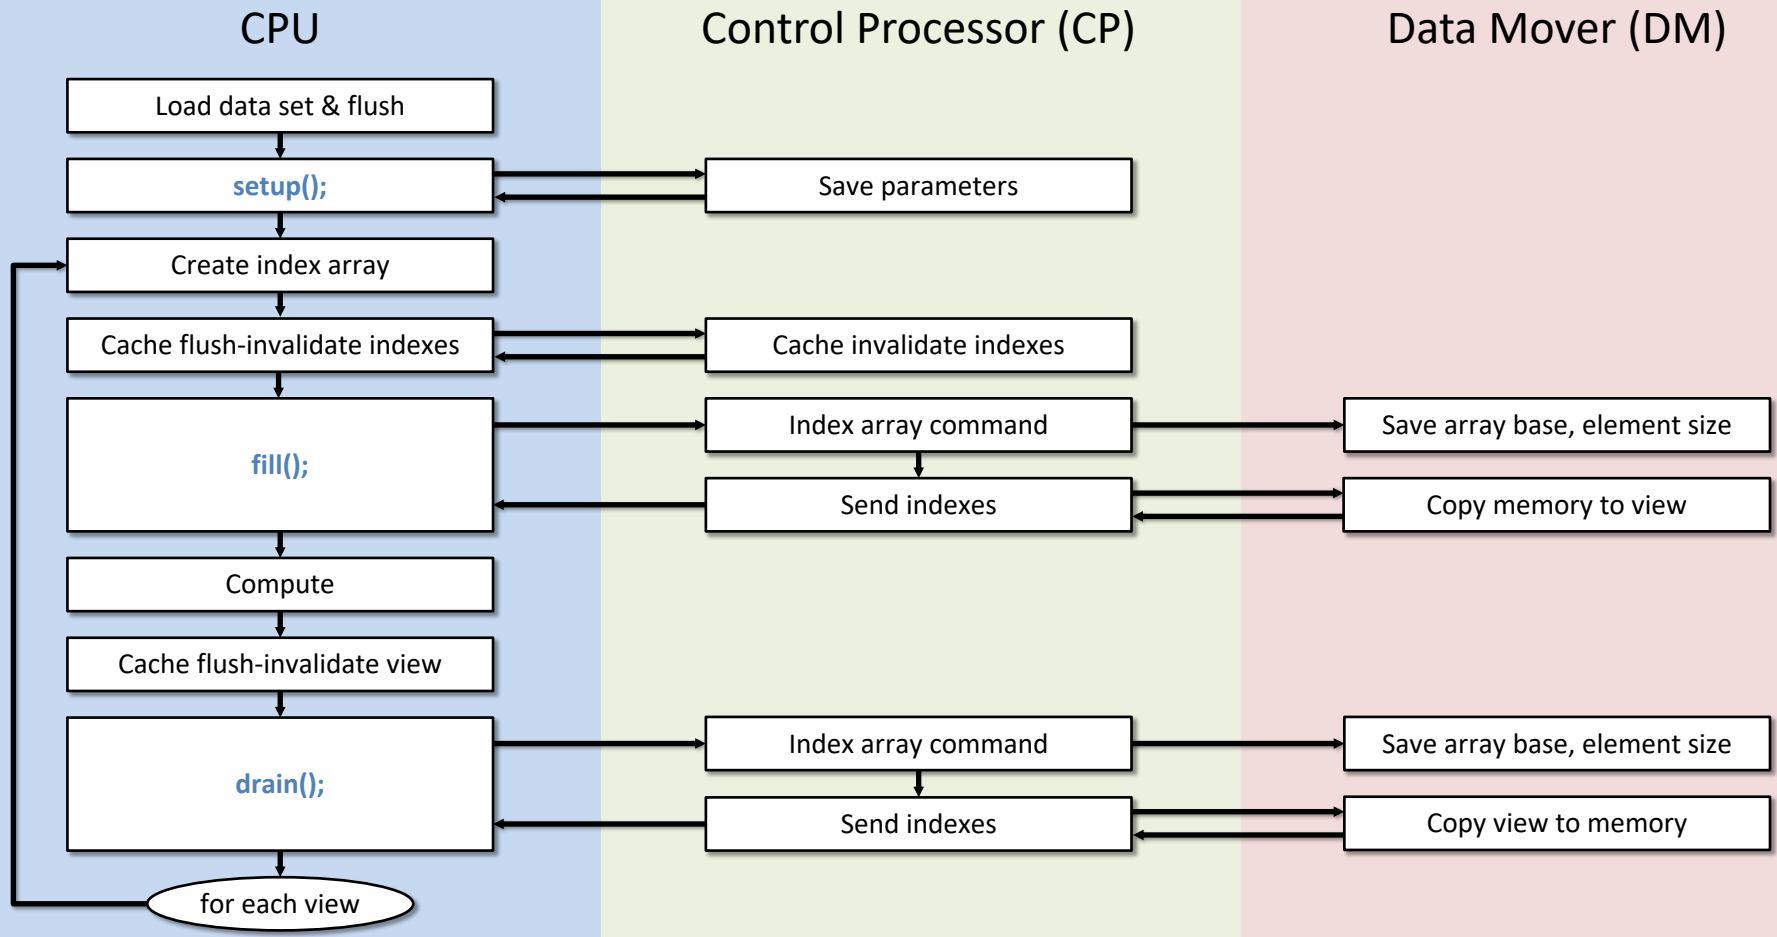 CPU
Control Processor (CP)
Data Mover (DM)
Load data set & flush
setup();
Save parameters
Create index array
Cache flush-invalidate indexes
Cache invalidate indexes
fill();
Index array command
Save array base, element size
Send indexes
Copy memory to view
Compute
Cache flush-invalidate view
drain();
Index array command
Save array base, element size
Send indexes
Copy view to memory
for each view